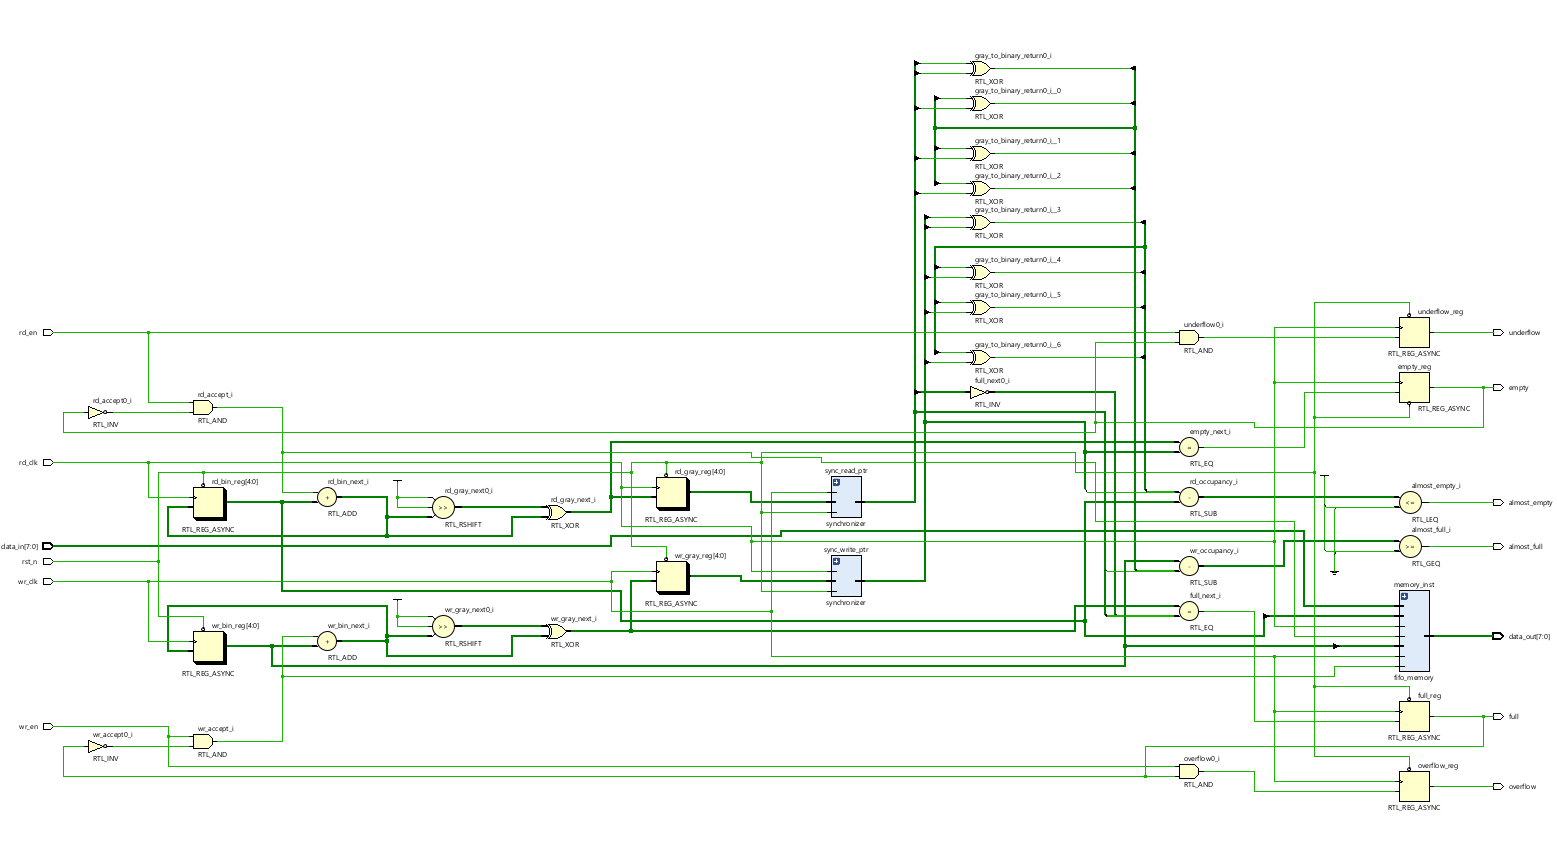 gray_to_binary_return0_i
RTL_XOR
gray_to_binary_return0_i__0
RTL_XOR
gray_to_binary_return0_i__1
RTL_XOR
gray_to_binary_return0_i__2
RTL_XOR
gray_to_binary_return0_i__3
RTL_XOR
gray_to_binary_return0_i__4
RTL_XOR
gray_to_binary_return0_i__5
RTL_XOR
gray_to_binary_return0_i__6
RTL_XOR
full_next0_i
RTL_INV
rd_en
underflow0_i
RTL_AND
underflow_reg
RTL_REG_ASYNC
underflow
empty_reg
RTL_REG_ASYNC
empty
rd_accept0_i
RTL_INV
rd_accept_i
RTL_AND
empty_next_i
=
RTL_EQ
rd_clk
rd_bin_reg[4:0]
RTL_REG_ASYNC
rd_bin_next_i
+
RTL_ADD
rd_gray_next0_i
>>
RTL_RSHIFT
rd_gray_next_i
RTL_XOR
rd_gray_reg[4:0]
RTL_REG_ASYNC
sync_read_ptr
synchronizer
rd_occupancy_i
-
RTL_SUB
almost_empty_i
<=
RTL_LEQ
almost_empty
data_in[7:0]
rst_n
wr_clk
wr_gray_reg[4:0]
RTL_REG_ASYNC
sync_write_ptr
synchronizer
wr_occupancy_i
-
RTL_SUB
almost_full_i
>=
RTL_GEQ
almost_full
wr_bin_reg[4:0]
RTL_REG_ASYNC
wr_bin_next_i
+
RTL_ADD
wr_gray_next0_i
>>
RTL_RSHIFT
wr_gray_next_i
RTL_XOR
full_next_i
=
RTL_EQ
memory_inst
fifo_memory
data_out[7:0]
full_reg
RTL_REG_ASYNC
full
wr_en
wr_accept0_i
RTL_INV
wr_accept_i
RTL_AND
overflow0_i
RTL_AND
overflow_reg
RTL_REG_ASYNC
overflow